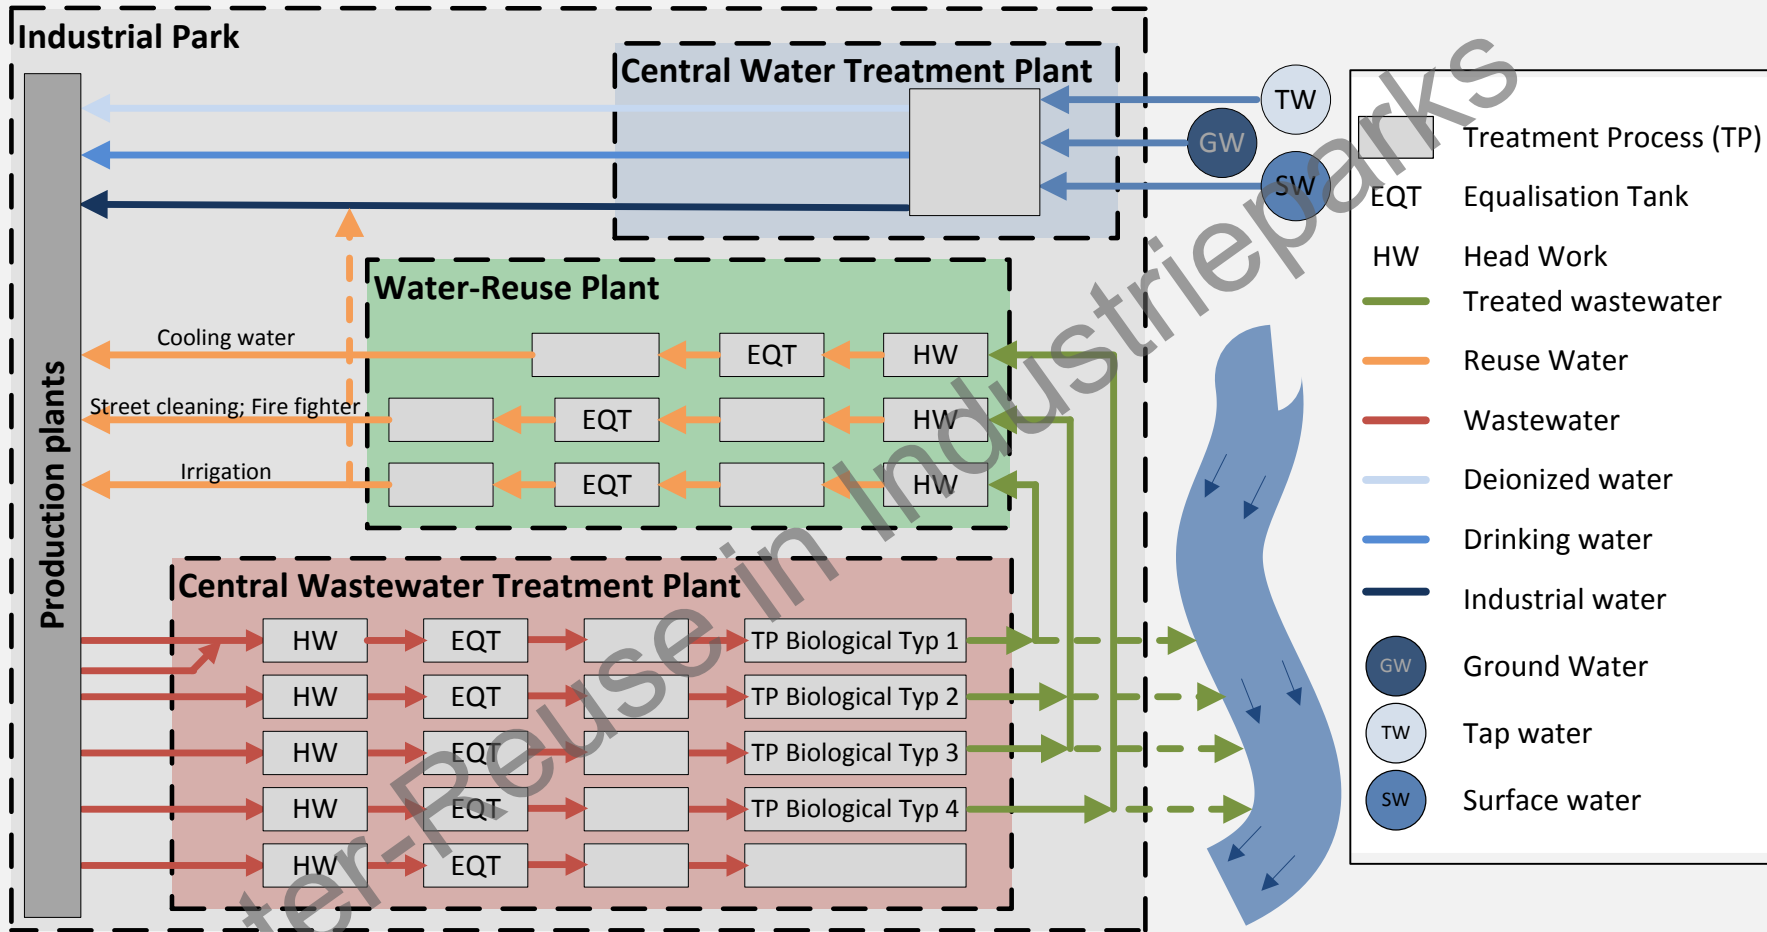 Industrial Park
Central Water Treatment Plant
TW
GW
SW
Water-Reuse Plant
Cooling water
EQT
HW
Street cleaning; Fire fighter
EQT
HW
Irrigation
EQT
HW
Production plants
Central Wastewater Treatment Plant
HW EQT TP Biological Typ 1
HW EQT TP Biological Typ 2
HW EQT TP Biological Typ 3
HW EQT TP Biological Typ 4
HW EQT
Treatment Process (TP)
EQT Equalisation Tank
HW Head Work
Treated wastewater
Reuse Water
Wastewater
Deionized water
Drinking water
Industrial water
GW Ground Water
TW Tap water
SW Surface water
ter-Reuse in Industrieparks